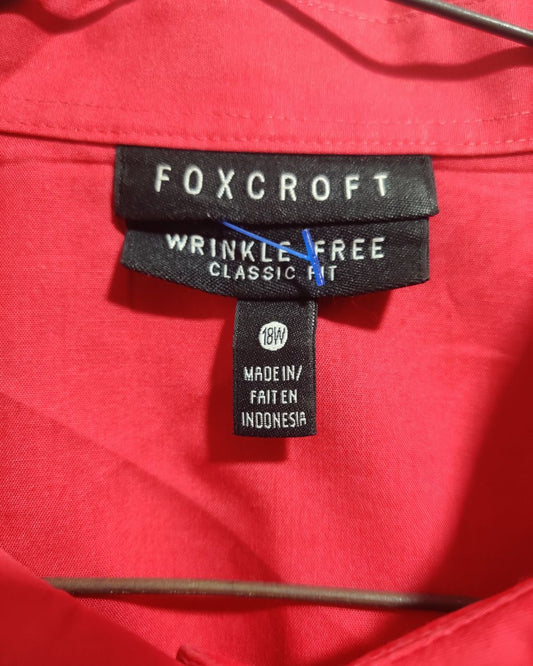 FOXCROFT
WRINKLE FREE
CLASSIC FIT
18W
MADE IN/
FAIT EN
INDONESIA